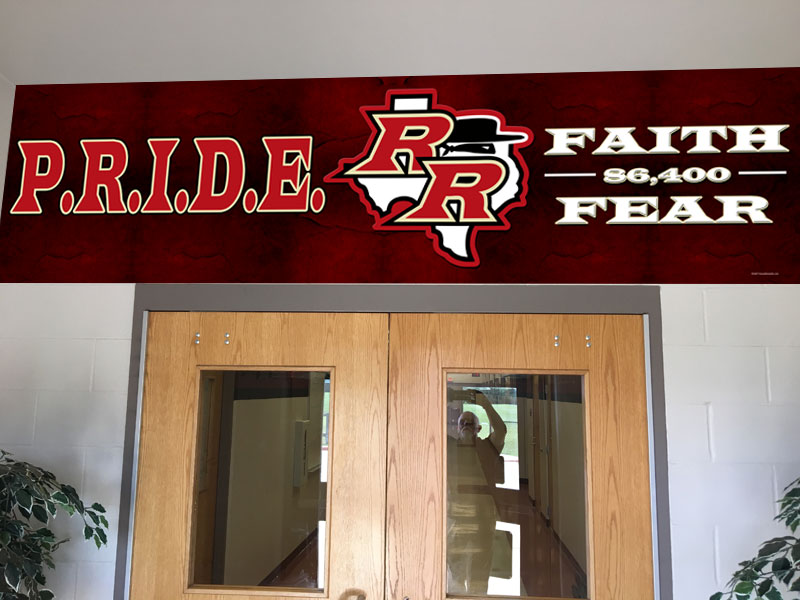 P.R.I.D.E.
RR
FAITH
86,400
FEAR